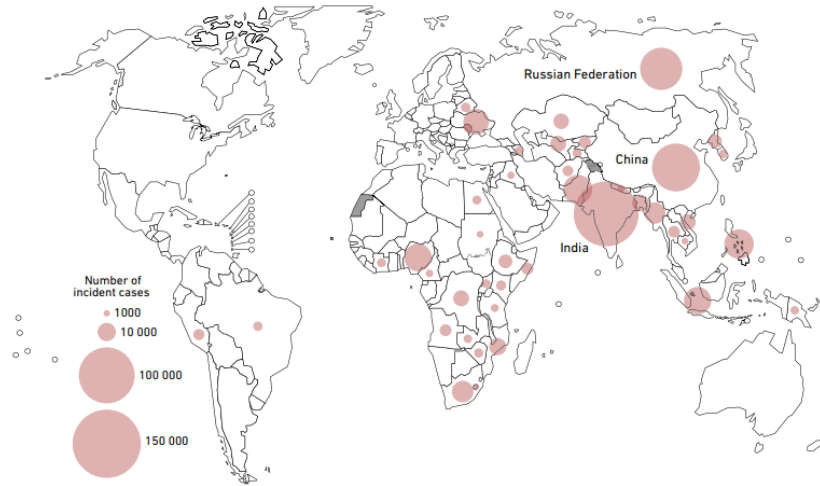 Russian Federation
China
India
Number of
incident cases
1000
10 000
100 000
150 000